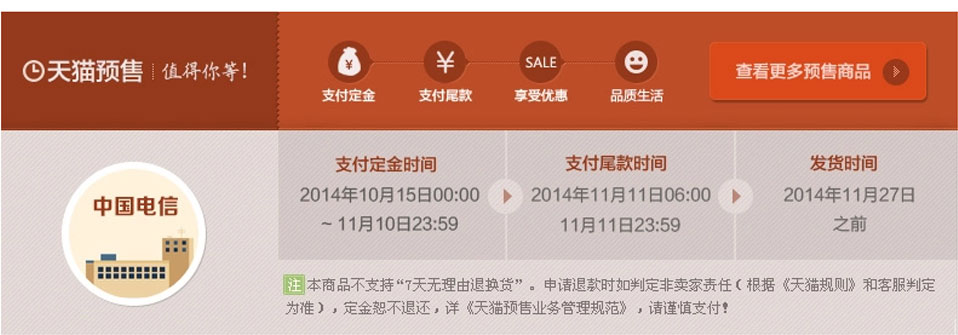 天猫预售 值得你等!
¥
¥
SALE
支付定金
支付尾款
享受优惠
品质生活
查看更多预售商品
中国电信
支付定金时间
2014年10月15日00:00
~ 11月10日23:59
支付尾款时间
2014年11月11日06:00
11月11日23:59
发货时间
2014年11月27日
之前
注 本商品不支持“7天无理由退换货”。申请退款时如判定非卖家责任(根据《天猫规则》和客服判定
为准),定金恕不退还,详《天猫预售业务管理规范》,请谨慎支付!